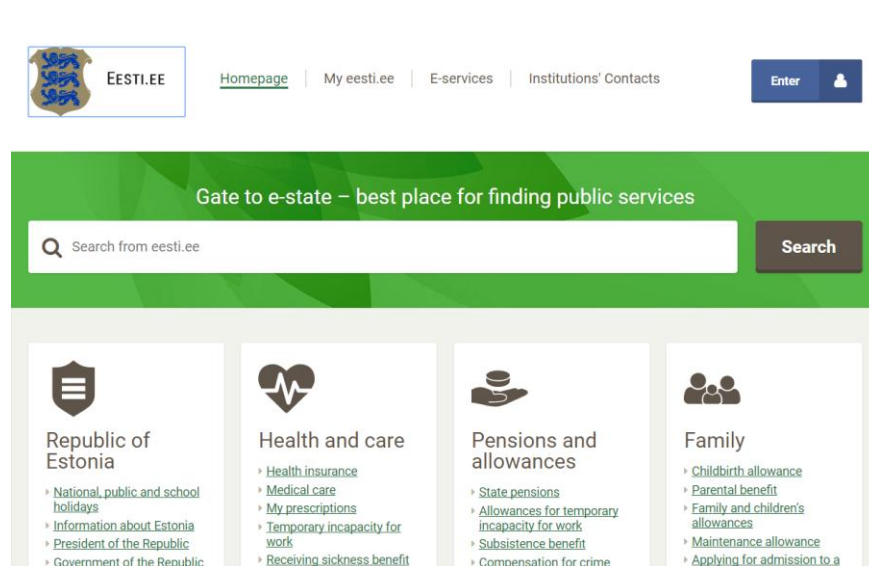 EESTI.EE
Homepage
My eesti.ee
E-services
Institutions' Contacts
Enter
Gate to e-state – best place for finding public services
Search from eesti.ee
Search
Republic of
Estonia
National, public and school
holidays
Information about Estonia
President of the Republic
Government of the Republic
Health and care
Health insurance
Medical care
My prescriptions
Temporary incapacity for
work
Receiving sickness benefit
Pensions and
allowances
State pensions
Allowances for temporary
incapacity for work
Subsistence benefit
Compensation for crime
Family
Childbirth allowance
Parental benefit
Family and children's
allowances
Maintenance allowance
Applying for admission to a